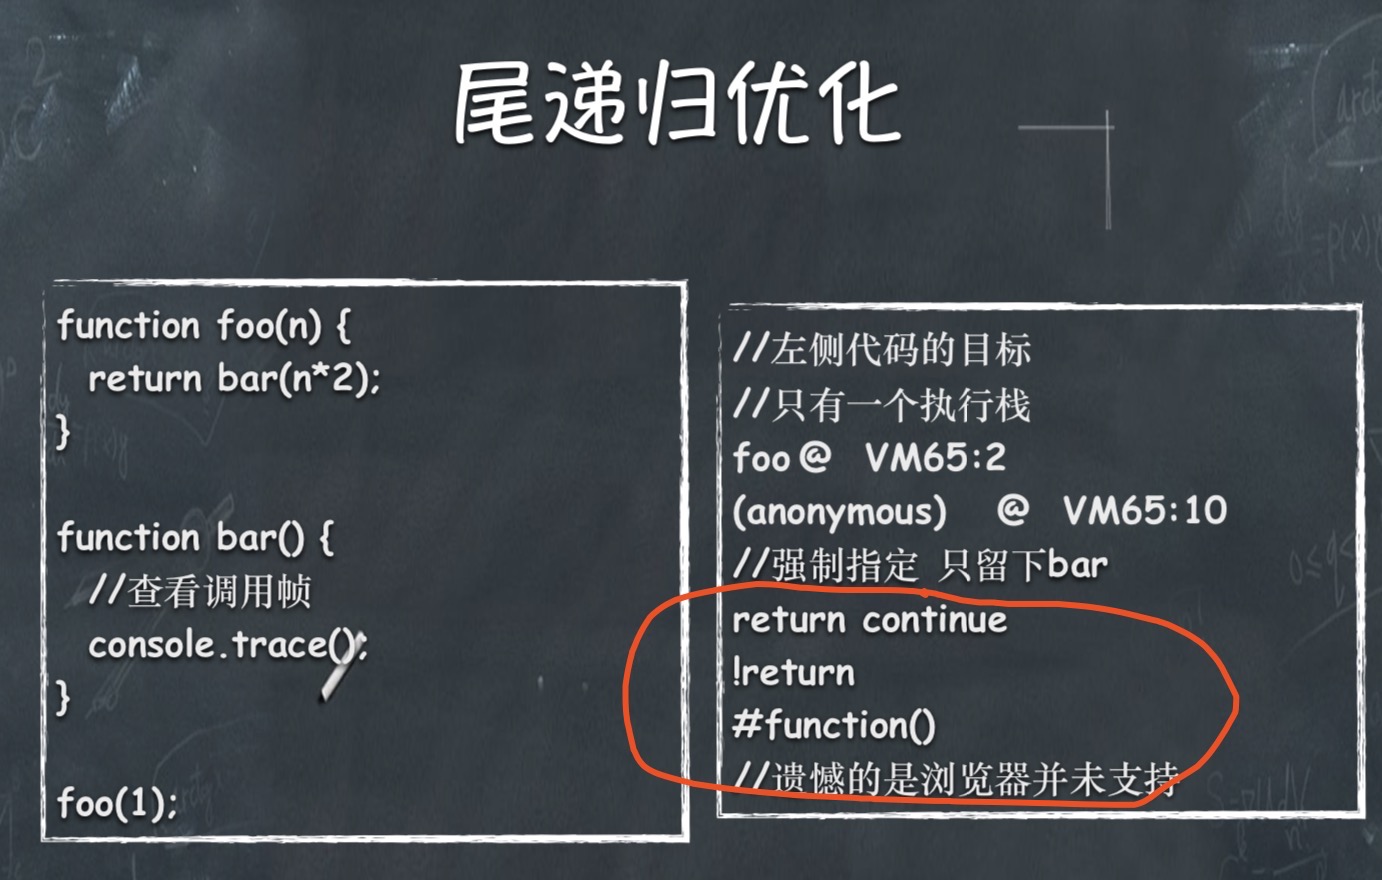 尾递归优化
function foo(n) {
return bar(n*2);
}
function bar() {
//查看调用帧
console.trace();
}
foo(1);
//左侧代码的目标
//只有一个执行栈
foo@ VM65:2
(anonymous) @ VM65:10
//强制指定 只留下bar
return continue
!return
#function()
//遗憾的是浏览器并未支持